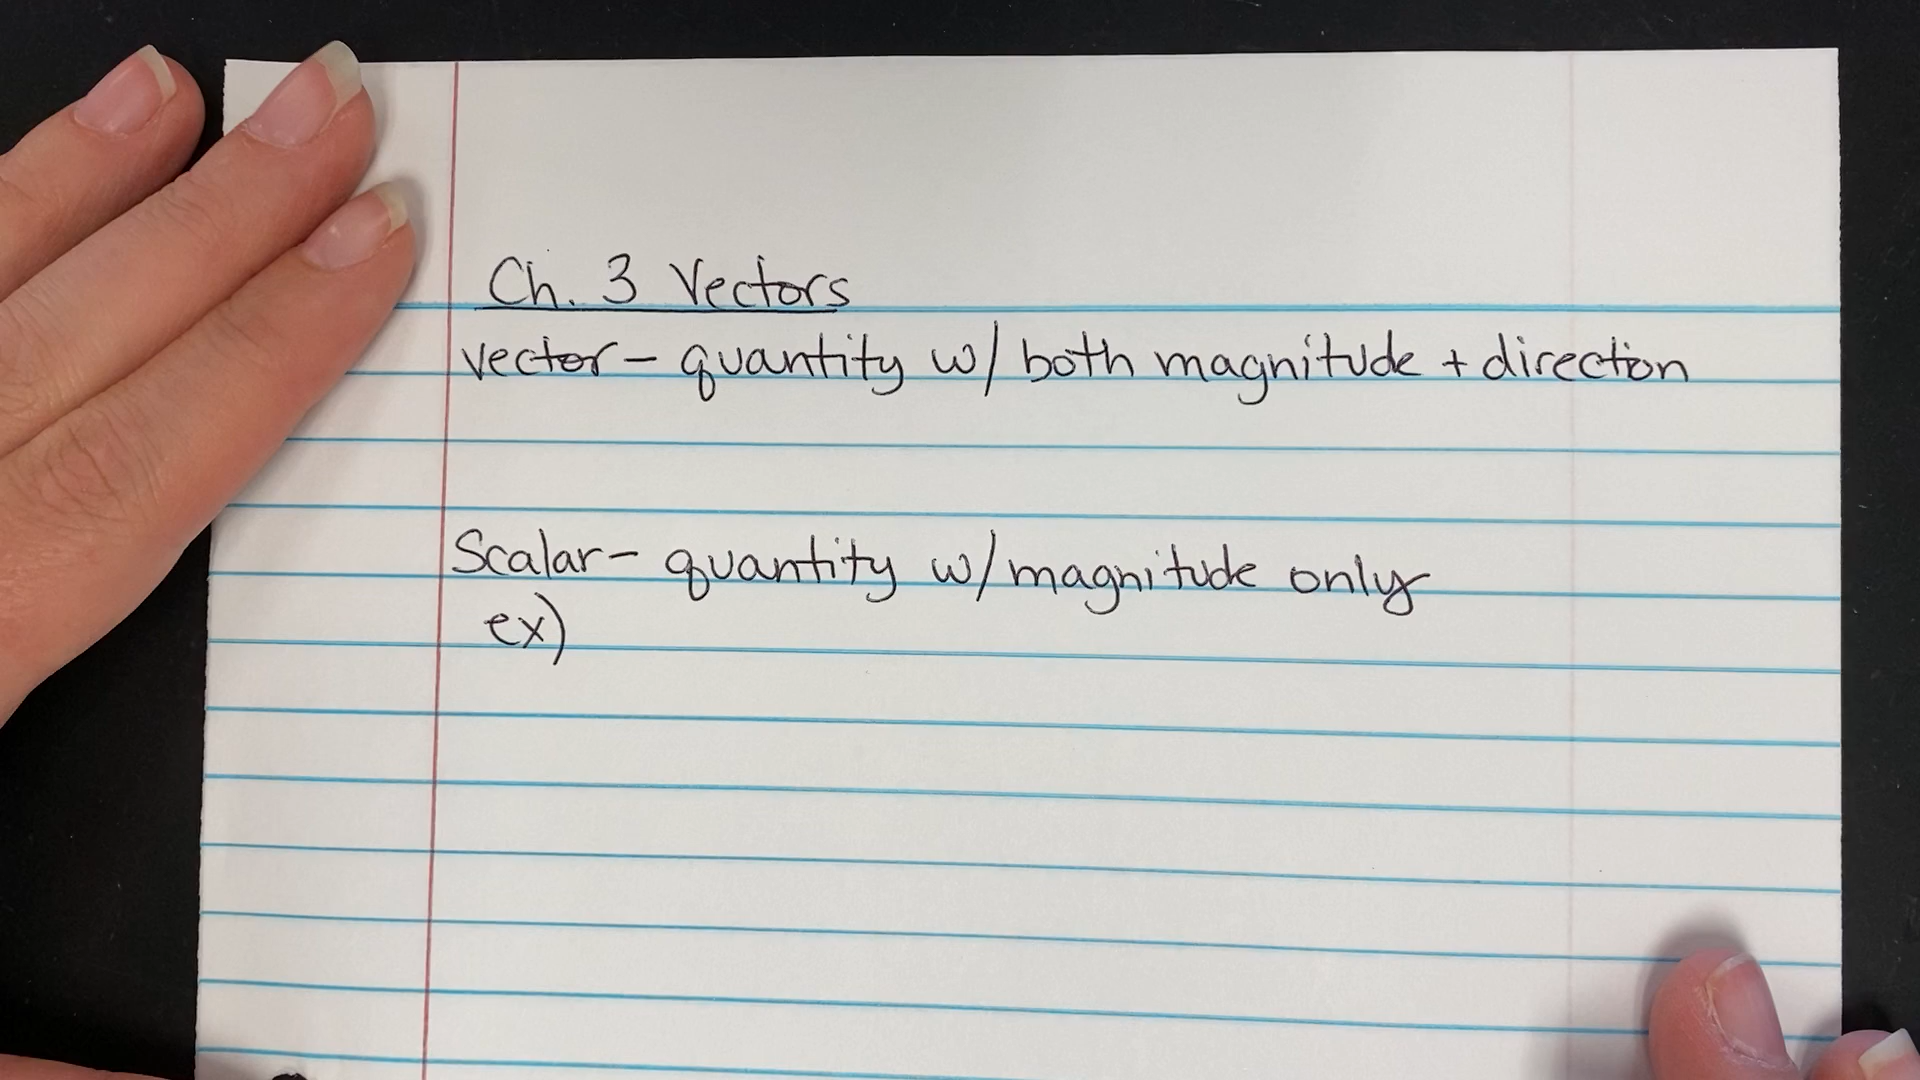 Ch. 3 Vectors
vector - quantity w/ both magnitude + direction
Scalar - quantity w/ magnitude only
ex)